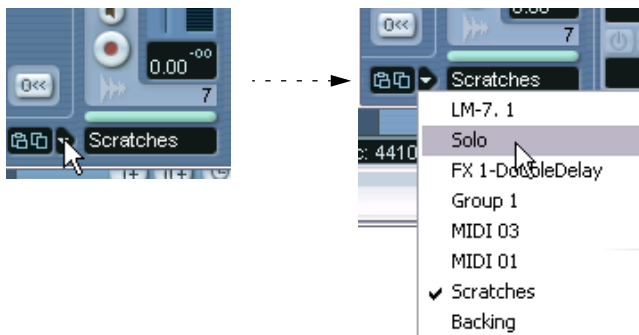 0<<
0.00 -oo
7
Scratches
0<<
7
Scratches
: 4410
LM-7. 1
Solo
FX 1-DoubleDelay
Group 1
MIDI 03
MIDI 01
Scratches
Backing